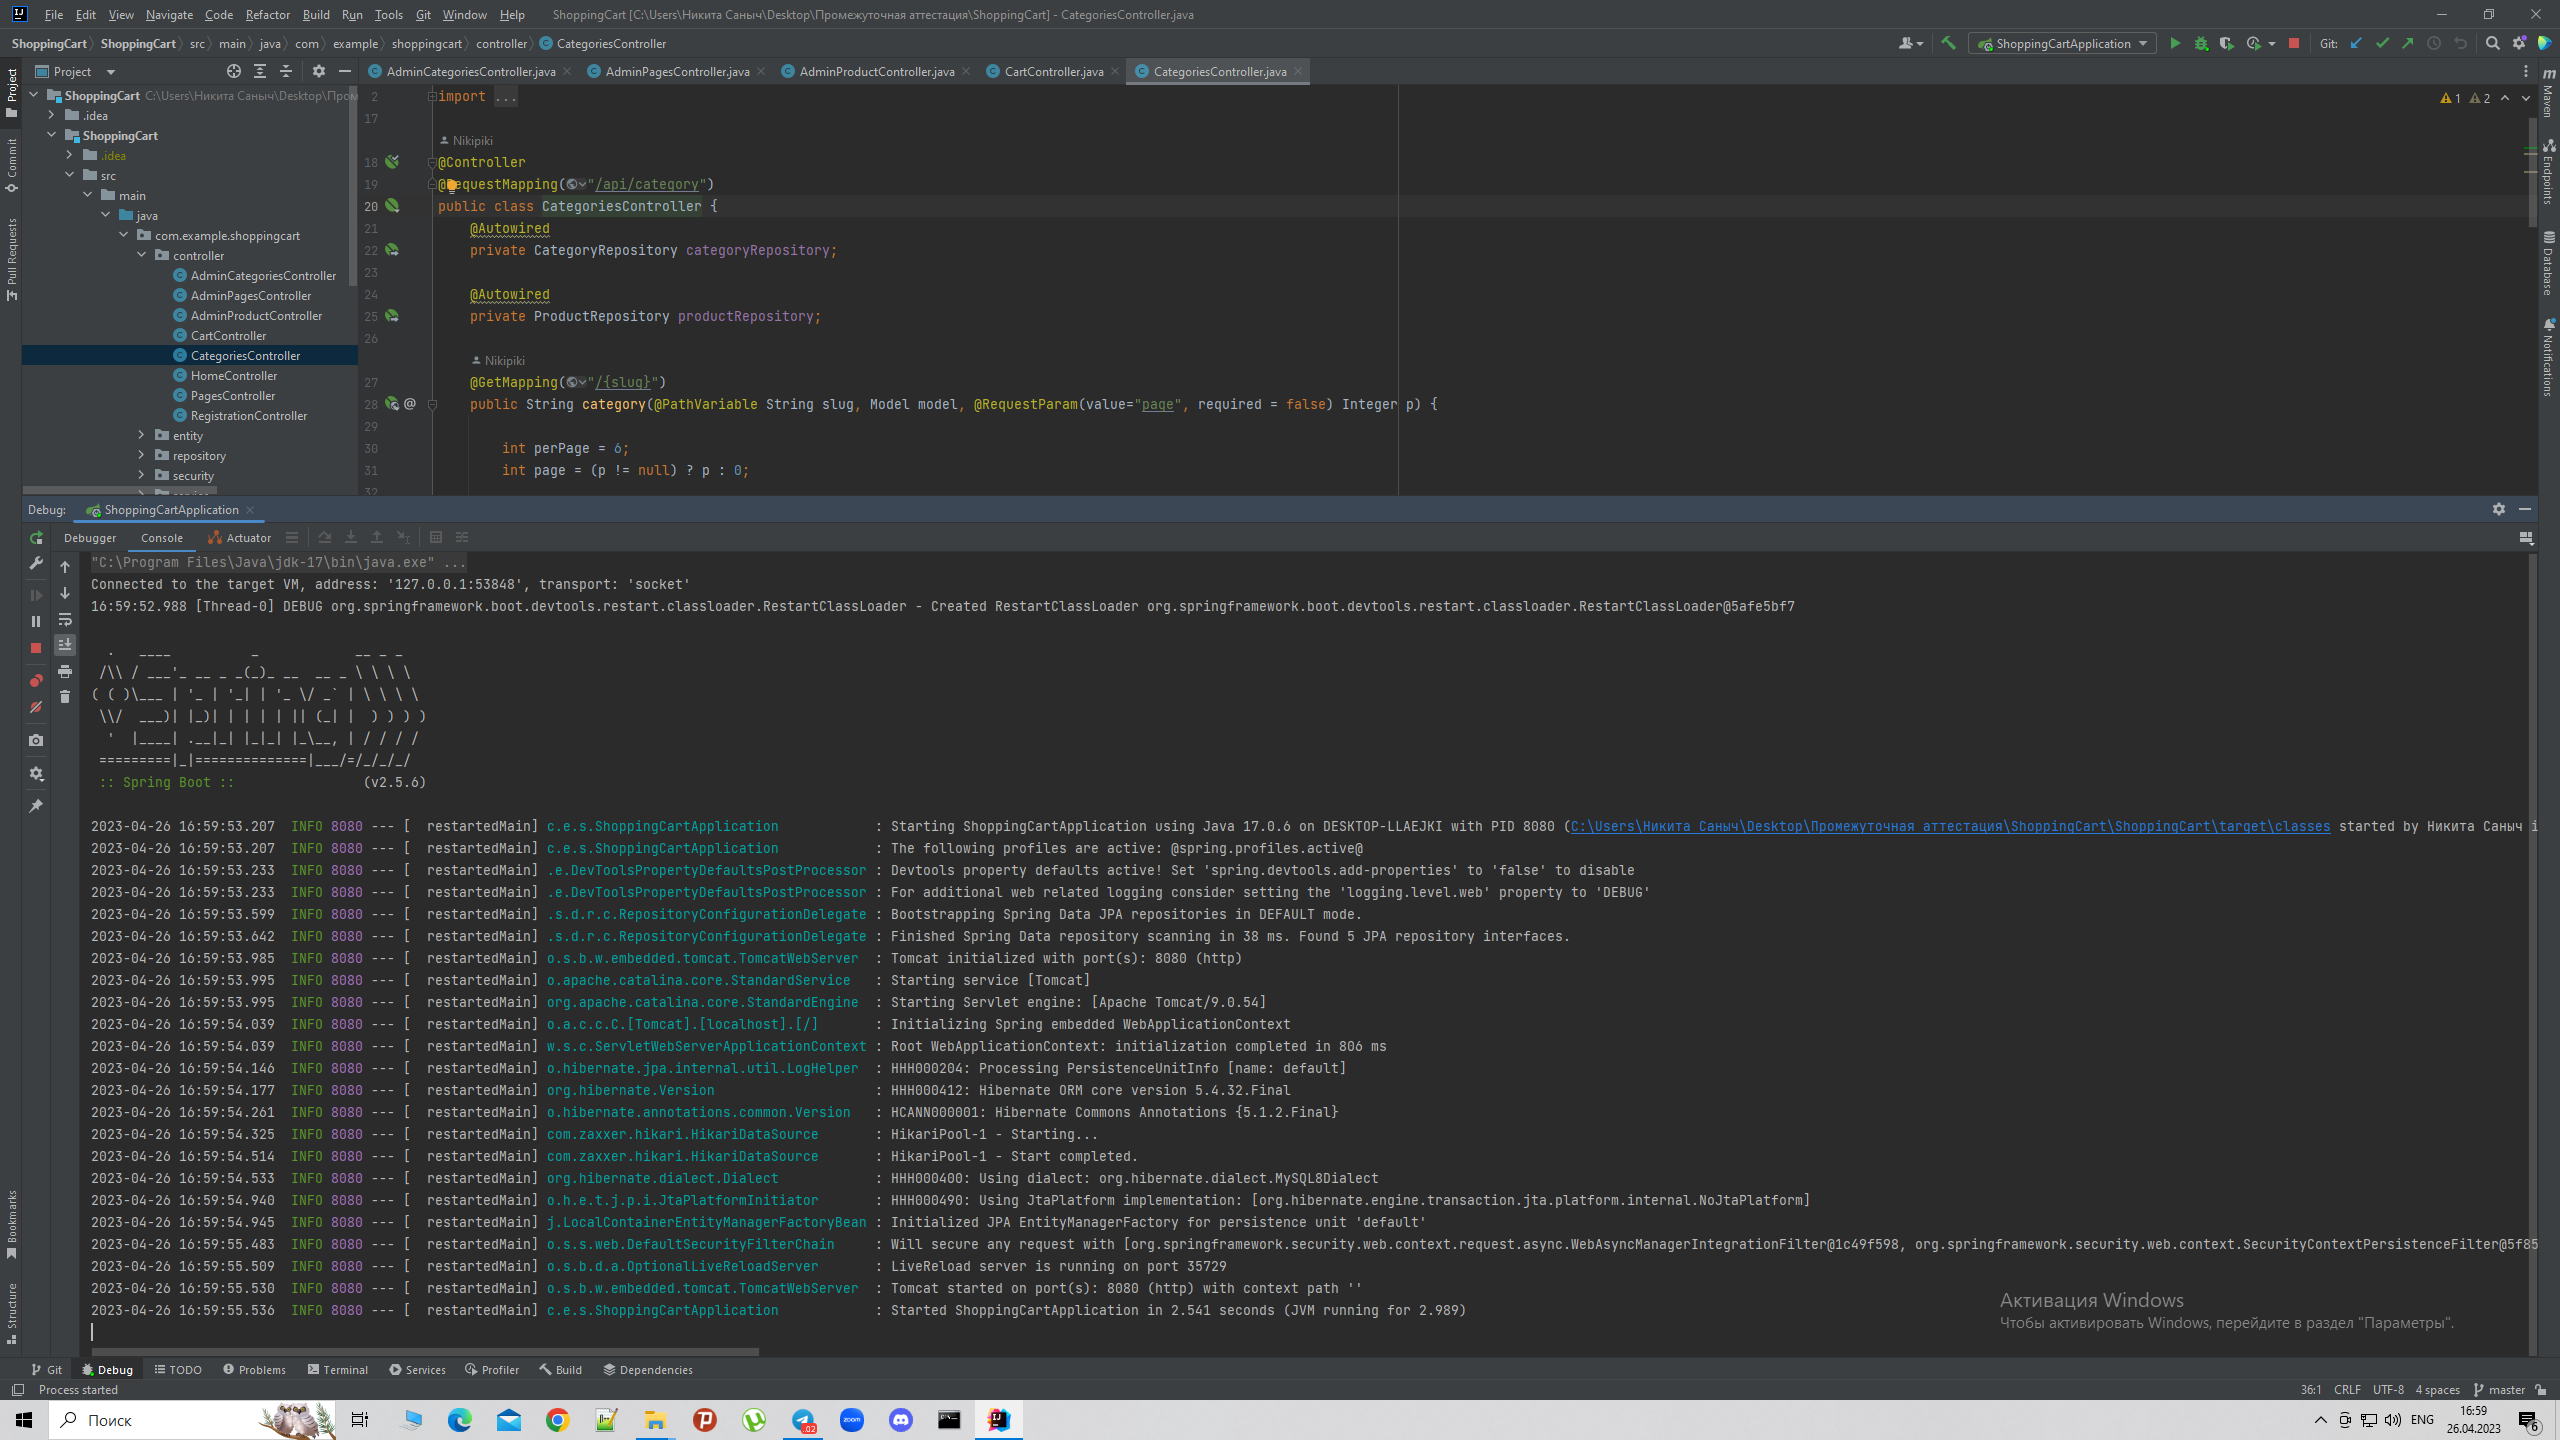 File Edit View Navigate Code Refactor Build Run Tools Git Window Help ShoppingCart [C:\Users\Никита Саныч\Desktop\Промежуточная аттестация\ShoppingCart] - CategoriesController.java
ShoppingCart ShoppingCart src main java com example shoppingcart controller CategoriesController ShoppingCartApplication Git:
Project AdminCategoriesController.java AdminPagesController.java AdminProductController.java CartController.java CategoriesController.java
ShoppingCart C:\Users\Никита Саныч\Desktop\Пром
.idea
ShoppingCart
.idea
src
main
java
com.example.shoppingcart
controller
AdminCategoriesController
AdminPagesController
AdminProductController
CartController
CategoriesController
HomeController
PagesController
RegistrationController
entity
repository
security
Project
Commit
Pull Requests
Bookmarks
Structure
Maven
Endpoints
Database
Notifications
1 2
2 import ...
17
Nikipiki
18 @Controller
19 @RequestMapping("/api/category")
20 public class CategoriesController {
21 @Autowired
22 private CategoryRepository categoryRepository;
23
24 @Autowired
25 private ProductRepository productRepository;
26
Nikipiki
27 @GetMapping("/{slug}")
28 @ public String category(@PathVariable String slug, Model model, @RequestParam(value="page", required = false) Integer p) {
29
30 int perPage = 6;
31 int page = (p != null) ? p : 0;
32
Debug: ShoppingCartApplication
Debugger Console Actuator
"C:\Program Files\Java\jdk-17\bin\java.exe" ...
Connected to the target VM, address: '127.0.0.1:53848', transport: 'socket'
16:59:52.988 [Thread-0] DEBUG org.springframework.boot.devtools.restart.classloader.RestartClassLoader - Created RestartClassLoader org.springframework.boot.devtools.restart.classloader.RestartClassLoader@5afe5bf7
  .   ____          _            __ _ _
 /\\ / ___'_ __ _ _(_)_ __  __ _ \ \ \ \
( ( )\___ | '_ | '_| | '_ \/ _` | \ \ \ \
 \\/  ___)| |_)| | | | | || (_| |  ) ) ) )
  '  |____| .__|_| |_|_| |_\__, | / / / /
 =========|_|==============|___/=/_/_/_/
 :: Spring Boot ::                (v2.5.6)
2023-04-26 16:59:53.207  INFO 8080 --- [  restartedMain] c.e.s.ShoppingCartApplication            : Starting ShoppingCartApplication using Java 17.0.6 on DESKTOP-LLAEJKI with PID 8080 (C:\Users\Никита Саныч\Desktop\Промежуточная аттестация\ShoppingCart\ShoppingCart\target\classes started by Никита Саныч i
2023-04-26 16:59:53.207  INFO 8080 --- [  restartedMain] c.e.s.ShoppingCartApplication            : The following profiles are active: @spring.profiles.active@
2023-04-26 16:59:53.233  INFO 8080 --- [  restartedMain] .e.DevToolsPropertyDefaultsPostProcessor : Devtools property defaults active! Set 'spring.devtools.add-properties' to 'false' to disable
2023-04-26 16:59:53.233  INFO 8080 --- [  restartedMain] .e.DevToolsPropertyDefaultsPostProcessor : For additional web related logging consider setting the 'logging.level.web' property to 'DEBUG'
2023-04-26 16:59:53.599  INFO 8080 --- [  restartedMain] .s.d.r.c.RepositoryConfigurationDelegate : Bootstrapping Spring Data JPA repositories in DEFAULT mode.
2023-04-26 16:59:53.642  INFO 8080 --- [  restartedMain] .s.d.r.c.RepositoryConfigurationDelegate : Finished Spring Data repository scanning in 38 ms. Found 5 JPA repository interfaces.
2023-04-26 16:59:53.985  INFO 8080 --- [  restartedMain] o.s.b.w.embedded.tomcat.TomcatWebServer  : Tomcat initialized with port(s): 8080 (http)
2023-04-26 16:59:53.995  INFO 8080 --- [  restartedMain] o.apache.catalina.core.StandardService   : Starting service [Tomcat]
2023-04-26 16:59:53.995  INFO 8080 --- [  restartedMain] org.apache.catalina.core.StandardEngine  : Starting Servlet engine: [Apache Tomcat/9.0.54]
2023-04-26 16:59:54.039  INFO 8080 --- [  restartedMain] o.a.c.c.C.[Tomcat].[localhost].[/]       : Initializing Spring embedded WebApplicationContext
2023-04-26 16:59:54.039  INFO 8080 --- [  restartedMain] w.s.c.ServletWebServerApplicationContext : Root WebApplicationContext: initialization completed in 806 ms
2023-04-26 16:59:54.146  INFO 8080 --- [  restartedMain] o.hibernate.jpa.internal.util.LogHelper  : HHH000204: Processing PersistenceUnitInfo [name: default]
2023-04-26 16:59:54.177  INFO 8080 --- [  restartedMain] org.hibernate.Version                    : HHH000412: Hibernate ORM core version 5.4.32.Final
2023-04-26 16:59:54.261  INFO 8080 --- [  restartedMain] o.hibernate.annotations.common.Version   : HCANN000001: Hibernate Commons Annotations {5.1.2.Final}
2023-04-26 16:59:54.325  INFO 8080 --- [  restartedMain] com.zaxxer.hikari.HikariDataSource       : HikariPool-1 - Starting...
2023-04-26 16:59:54.514  INFO 8080 --- [  restartedMain] com.zaxxer.hikari.HikariDataSource       : HikariPool-1 - Start completed.
2023-04-26 16:59:54.533  INFO 8080 --- [  restartedMain] org.hibernate.dialect.Dialect            : HHH000400: Using dialect: org.hibernate.dialect.MySQL8Dialect
2023-04-26 16:59:54.940  INFO 8080 --- [  restartedMain] o.h.e.t.j.p.i.JtaPlatformInitiator       : HHH000490: Using JtaPlatform implementation: [org.hibernate.engine.transaction.jta.platform.internal.NoJtaPlatform]
2023-04-26 16:59:54.945  INFO 8080 --- [  restartedMain] j.LocalContainerEntityManagerFactoryBean : Initialized JPA EntityManagerFactory for persistence unit 'default'
2023-04-26 16:59:55.483  INFO 8080 --- [  restartedMain] o.s.s.web.DefaultSecurityFilterChain     : Will secure any request with [org.springframework.security.web.context.request.async.WebAsyncManagerIntegrationFilter@1c49f598, org.springframework.security.web.context.SecurityContextPersistenceFilter@5f85
2023-04-26 16:59:55.509  INFO 8080 --- [  restartedMain] o.s.b.d.a.OptionalLiveReloadServer       : LiveReload server is running on port 35729
2023-04-26 16:59:55.530  INFO 8080 --- [  restartedMain] o.s.b.w.embedded.tomcat.TomcatWebServer  : Tomcat started on port(s): 8080 (http) with context path ''
2023-04-26 16:59:55.536  INFO 8080 --- [  restartedMain] c.e.s.ShoppingCartApplication            : Started ShoppingCartApplication in 2.541 seconds (JVM running for 2.989)
Активация Windows
Чтобы активировать Windows, перейдите в раздел "Параметры".
Git Debug TODO Problems Terminal Services Profiler Build Dependencies
Process started 36:1 CRLF UTF-8 4 spaces master
Поиск zoom ENG 16:59
26.04.2023 6